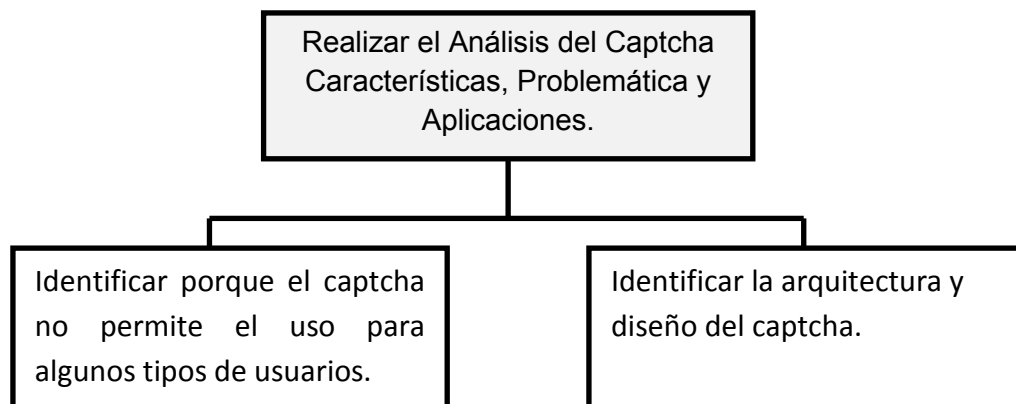 Realizar el Análisis del Captcha
Características, Problemática y
Aplicaciones.
Identificar porque el captcha
no permite el uso para
algunos tipos de usuarios.
Identificar la arquitectura y
diseño del captcha.